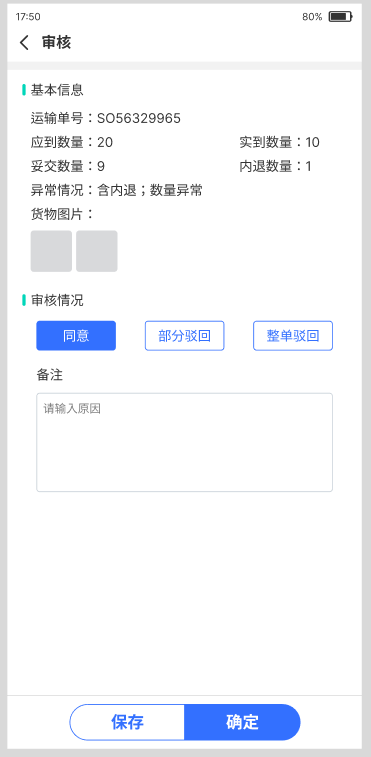 17:50 80%
审核
基本信息
运输单号：SO56329965
应到数量：20 实到数量：10
妥交数量：9 内退数量：1
异常情况：含内退；数量异常
货物图片：
审核情况
同意 部分驳回 整单驳回
备注
请输入原因
保存 确定